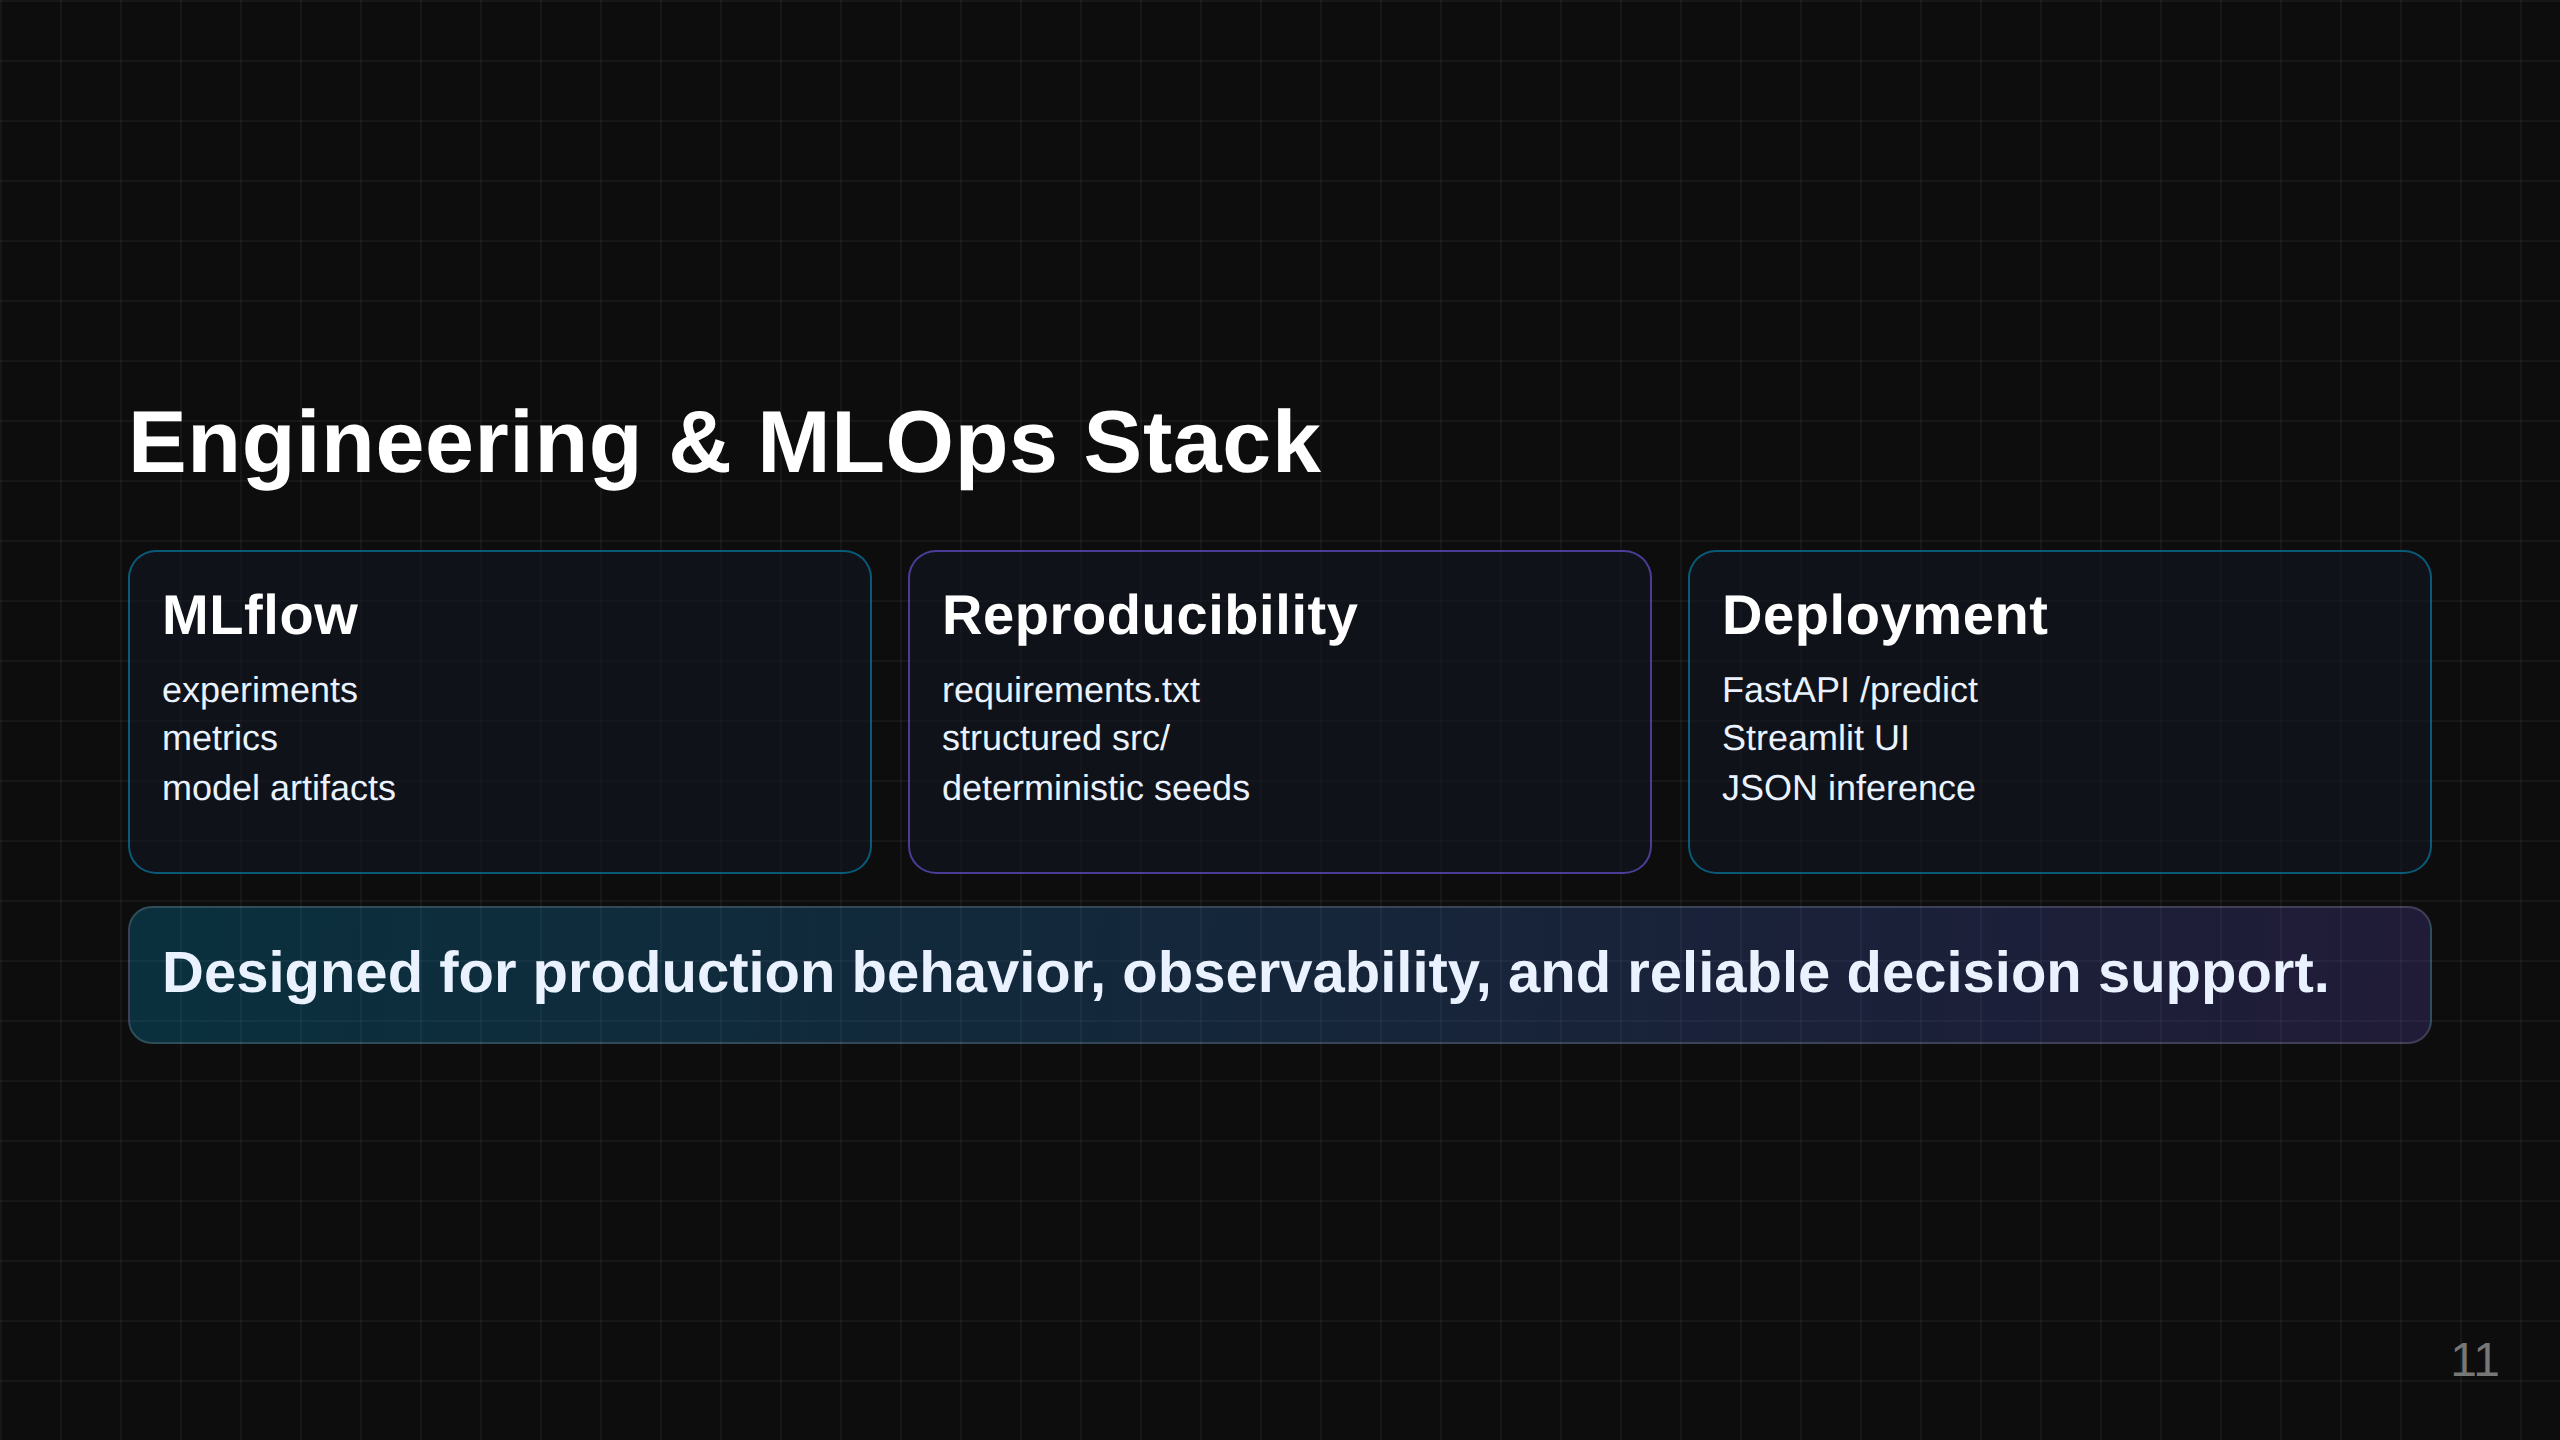 Engineering & MLOps Stack
MLflow
experiments
metrics
model artifacts
Reproducibility
requirements.txt
structured src/
deterministic seeds
Deployment
FastAPI /predict
Streamlit UI
JSON inference
Designed for production behavior, observability, and reliable decision support.
11